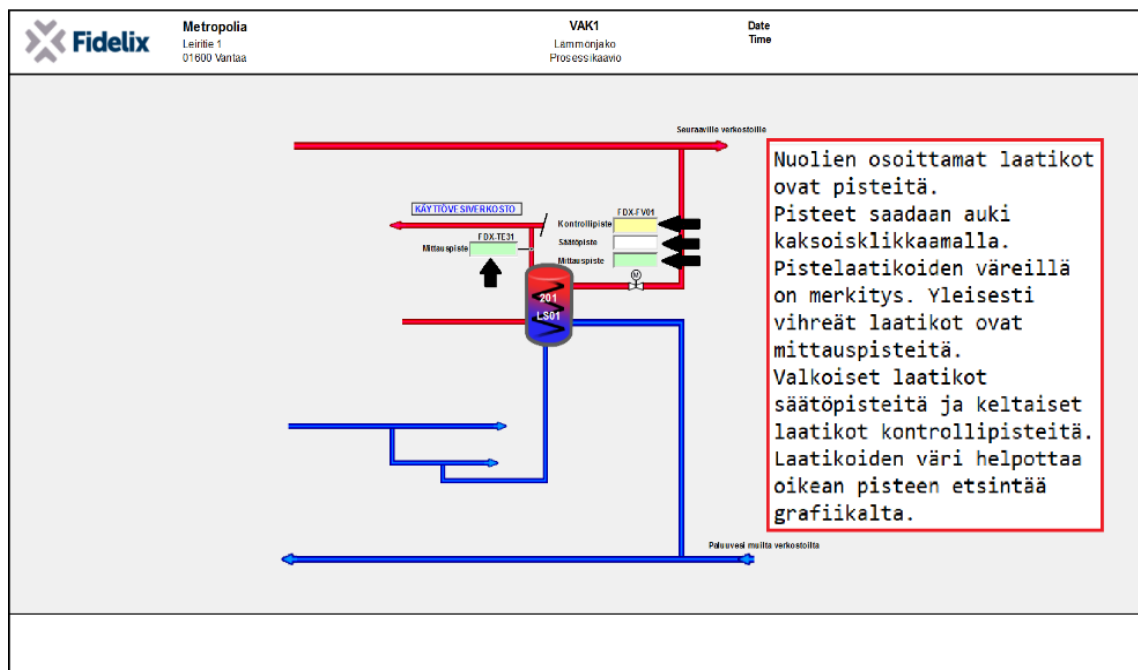 Fidelix
Metropolia
Leiritie 1
01600 Vantaa
VAK1
Lämmönjako
Prosessikaavio
Date
Time
Seuraaville verkostoille
KÄYTTÖVESIVERKOSTO
FDX-FV01
Kontrollipiste
FDX-TE31
Säätöpiste
Mittauspiste
Mittauspiste
M
201
LS01
Paluuvesi muilta verkostoilta
Nuolien osoittamat laatikot
ovat pisteitä.
Pisteet saadaan auki
kaksoisklikkaamalla.
Pistelaatikoiden väreillä
on merkitys. Yleisesti
vihreät laatikot ovat
mittauspisteitä.
Valkoiset laatikot
säätöpisteitä ja keltaiset
laatikot kontrollipisteitä.
Laatikoiden väri helpottaa
oikean pisteen etsintää
grafiikalta.